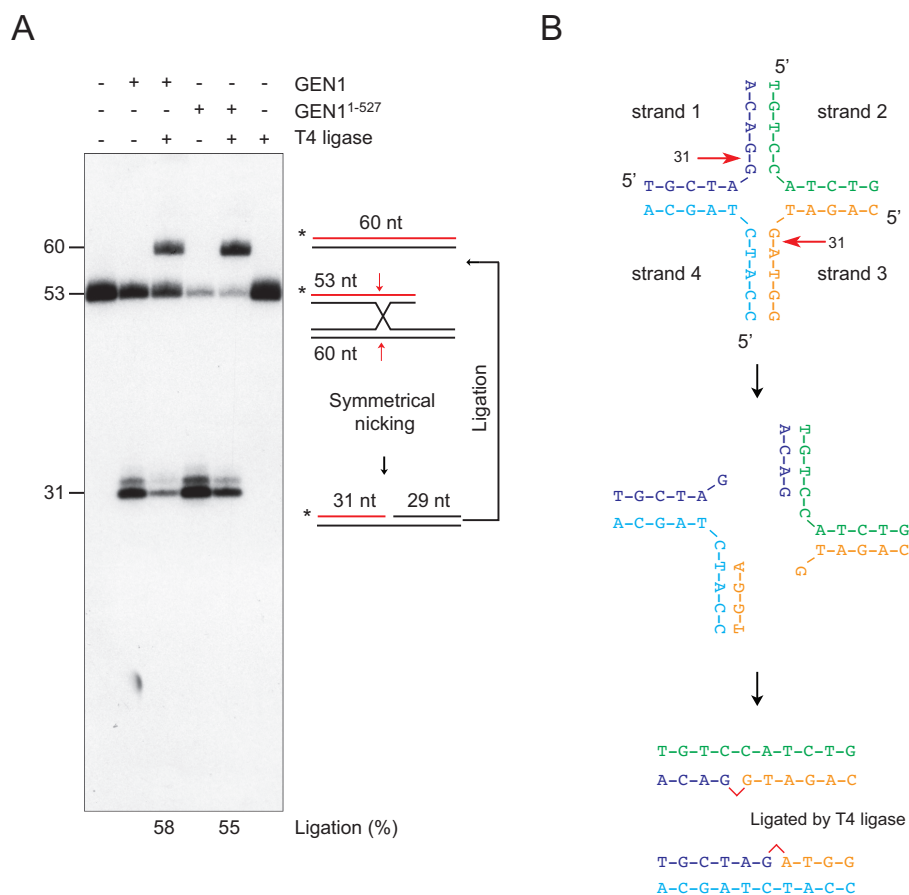 A
B
- + + - - - GEN1
- - - + + - GEN1¹⁻⁵²⁷
- - + - + + T4 ligase
60
53
31
58 55 Ligation (%)
60 nt
*
53 nt
*
60 nt
Symmetrical
nicking
31 nt 29 nt
*
Ligation
5'
strand 1
strand 2
A-C-A-G-G
T-G-T-C-C
31
5'
T-G-C-T-A
A-T-C-T-G
A-C-G-A-T
T-A-G-A-C
5'
C-T-A-C-C
G-A-T-G-G
31
strand 4
strand 3
5'
A-C-A-G
T-G-T-C-C
G
T-G-C-T-A
A-C-G-A-T
A-T-C-T-G
T-A-G-A-C
G
C-T-A-C-C
A-G-G-T
T-G-T-C-C-A-T-C-T-G
A-C-A-G G-T-A-G-A-C
Ligated by T4 ligase
T-G-C-T-A-G A-T-G-G
A-C-G-A-T-C-T-A-C-C